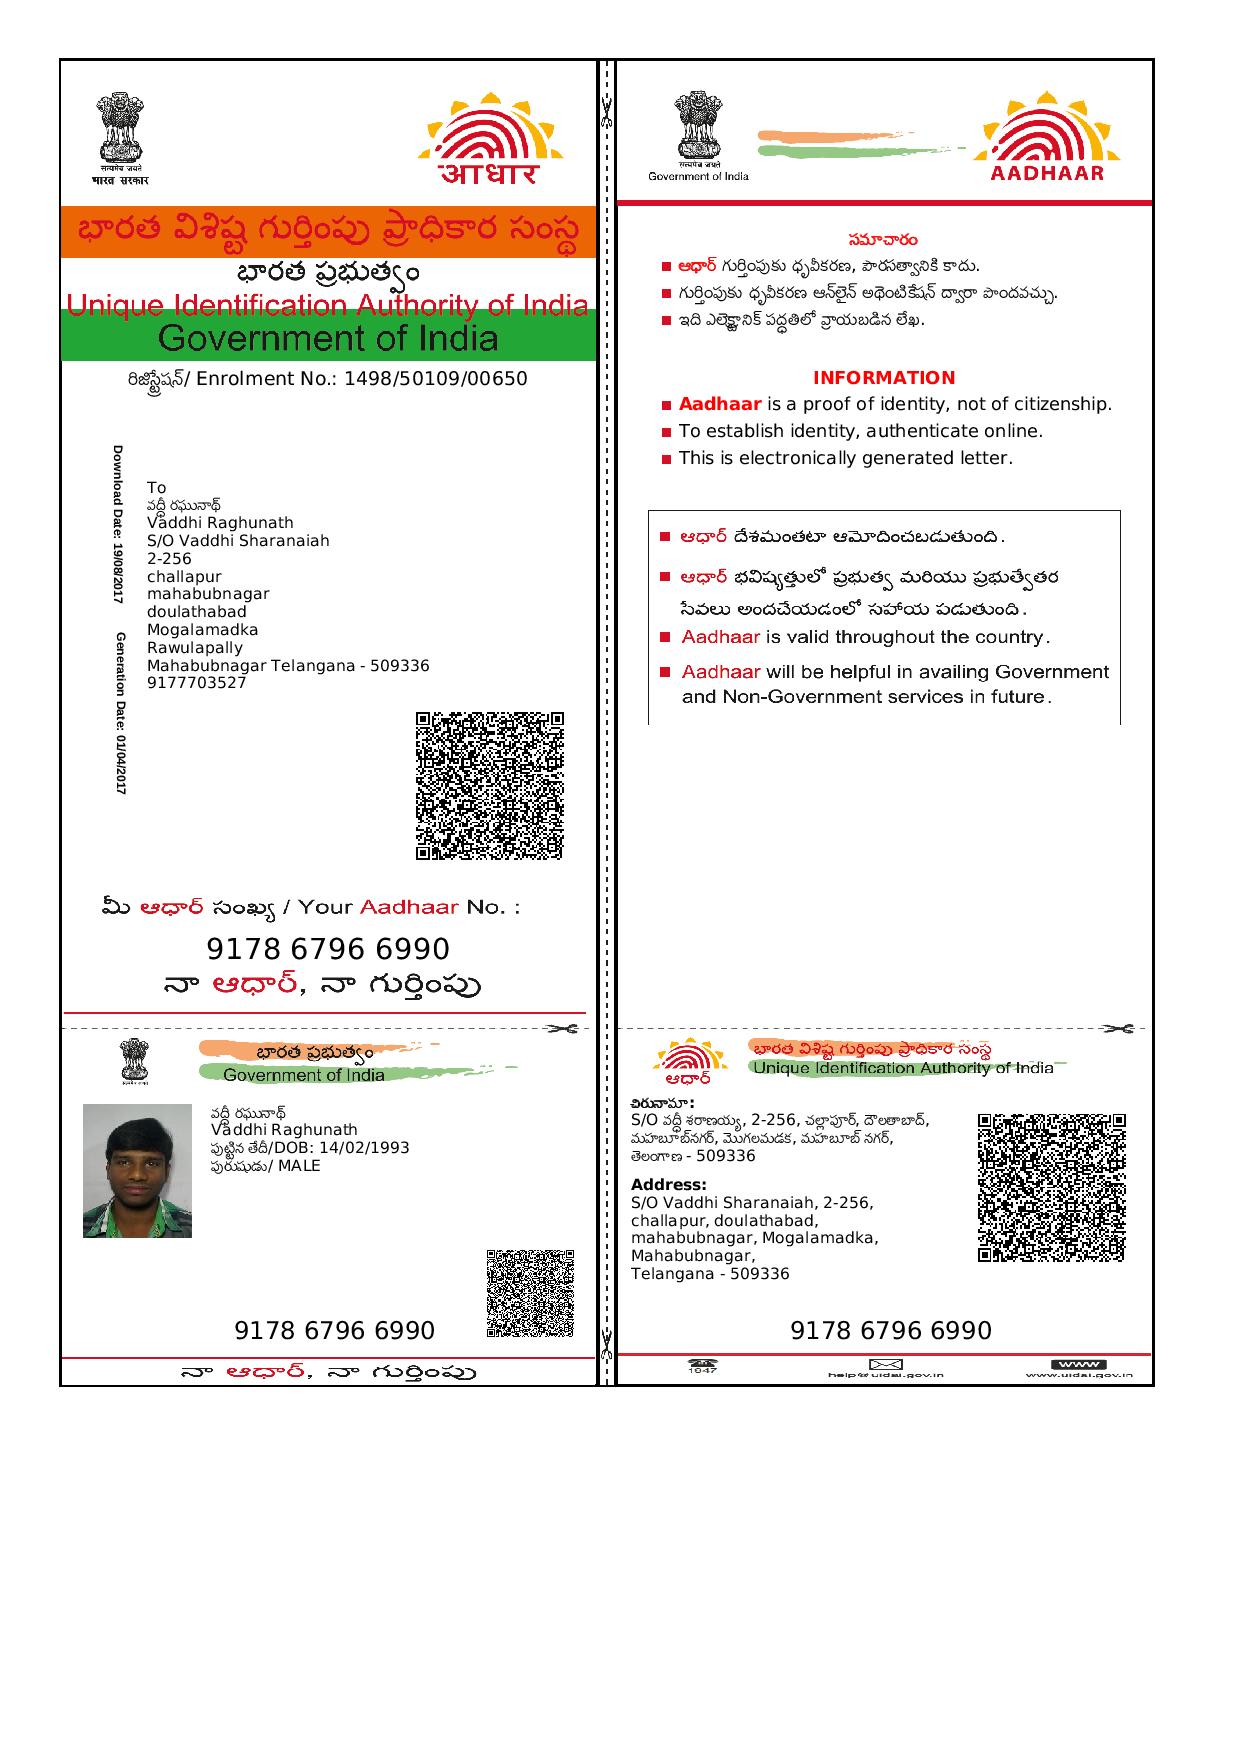 सत्यमेव जयते
भारत सरकार
आधार
భారత విశిష్ట గుర్తింపు ప్రాధికార సంస్థ
భారత ప్రభుత్వం
Unique Identification Authority of India
Government of India
రిజిస్ట్రేషన్/ Enrolment No.: 1498/50109/00650
Download Date: 19/08/2017
Generation Date: 01/04/2017
To
వద్ది రఘునాథ్
Vaddhi Raghunath
S/O Vaddhi Sharanaiah
2-256
challapur
mahabubnagar
doulathabad
Mogalamadka
Rawulapally
Mahabubnagar Telangana - 509336
9177703527
మీ ఆధార్ సంఖ్య / Your Aadhaar No. :
9178 6796 6990
నా ఆధార్, నా గుర్తింపు
భారత ప్రభుత్వం
Government of India
వద్ది రఘునాథ్
Vaddhi Raghunath
పుట్టిన తేదీ/DOB: 14/02/1993
పురుషుడు/ MALE
9178 6796 6990
నా ఆధార్, నా గుర్తింపు
सत्यमेव जयते
Government of India
AADHAAR
సమాచారం
ఆధార్ గుర్తింపుకు ధృవీకరణ, పౌరసత్వానికి కాదు.
గుర్తింపుకు ధృవీకరణ ఆన్‌లైన్ అథెంటికేషన్ ద్వారా పొందవచ్చు.
ఇది ఎలెక్ట్రానిక్ పద్ధతిలో వ్రాయబడిన లేఖ.
INFORMATION
Aadhaar is a proof of identity, not of citizenship.
To establish identity, authenticate online.
This is electronically generated letter.
ఆధార్ దేశమంతటా ఆమోదించబడుతుంది.
ఆధార్ భవిష్యత్తులో ప్రభుత్వ మరియు ప్రభుత్వేతర
సేవలు అందచేయడంలో సహాయ పడుతుంది.
Aadhaar is valid throughout the country.
Aadhaar will be helpful in availing Government
and Non-Government services in future.
ఆధార్
భారత విశిష్ట గుర్తింపు ప్రాధికార సంస్థ
Unique Identification Authority of India
చిరునామా:
S/O వద్ది శరాణయ్య, 2-256, చల్లాపూర్, దౌలతాబాద్,
మహబూబ్‌నగర్, మొగలమడక, మహబూబ్ నగర్,
తెలంగాణ - 509336
Address:
S/O Vaddhi Sharanaiah, 2-256,
challapur, doulathabad,
mahabubnagar, Mogalamadka,
Mahabubnagar,
Telangana - 509336
9178 6796 6990
1947
help@uidai.gov.in
www
www.uidai.gov.in